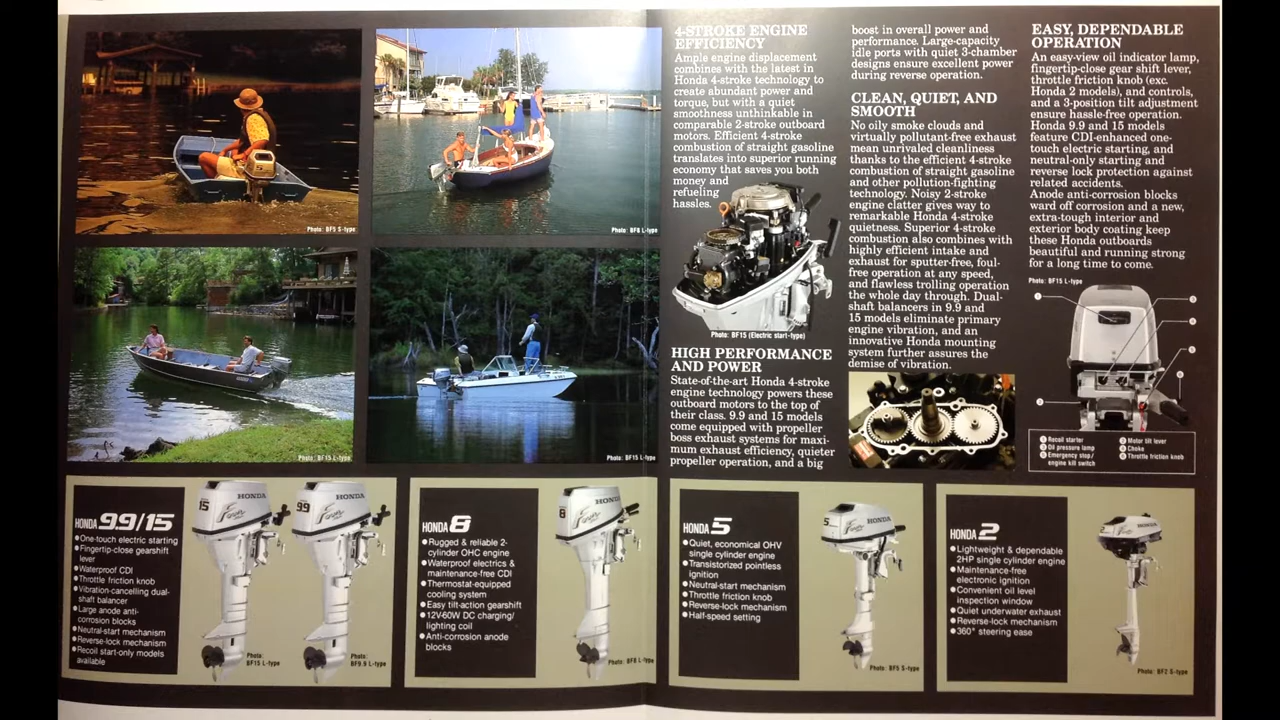 Photo: BF5 S-type
Photo: BF8 L-type
Photo: BF15 L-type
Photo: BF15 L-type
4-STROKE ENGINE
EFFICIENCY
Ample engine displacement
combines with the latest in
Honda 4-stroke technology to
create abundant power and
torque, but with a quiet
smoothness unthinkable in
comparable 2-stroke outboard
motors. Efficient 4-stroke
combustion of straight gasoline
translates into superior running
economy that saves you both
money and
refueling
hassles.
Photo: BF15 (Electric start-type)
HIGH PERFORMANCE
AND POWER
State-of-the-art Honda 4-stroke
engine technology powers these
outboard motors to the top of
their class. 9.9 and 15 models
come equipped with propeller
boss exhaust systems for maxi-
mum exhaust efficiency, quieter
propeller operation, and a big
boost in overall power and
performance. Large-capacity
idle ports with quiet 3-chamber
designs ensure excellent power
during reverse operation.
CLEAN, QUIET, AND
SMOOTH
No oily smoke clouds and
virtually pollutant-free exhaust
mean unrivaled cleanliness
thanks to the efficient 4-stroke
combustion of straight gasoline
and other pollution-fighting
technology. Noisy 2-stroke
engine clatter gives way to
remarkable Honda 4-stroke
quietness. Superior 4-stroke
combustion also combines with
highly efficient intake and
exhaust for sputter-free, foul-
free operation at any speed,
and flawless trolling operation
the whole day through. Dual-
shaft balancers in 9.9 and
15 models eliminate primary
engine vibration, and an
innovative Honda mounting
system further assures the
demise of vibration.
EASY, DEPENDABLE
OPERATION
An easy-view oil indicator lamp,
fingertip-close gear shift lever,
throttle friction knob (exc.
Honda 2 models), and controls,
and a 3-position tilt adjustment
ensure hassle-free operation.
Honda 9.9 and 15 models
feature CDI-enhanced one-
touch electric starting, and
neutral-only starting and
reverse lock protection against
related accidents.
Anode anti-corrosion blocks
ward off corrosion and a new,
extra-tough interior and
exterior body coating keep
these Honda outboards
beautiful and running strong
for a long time to come.
Photo: BF15 L-type
① Recoil starter
③ Oil pressure lamp
⑤ Emergency stop/
engine kill switch
② Motor tilt lever
④ Choke
⑥ Throttle friction knob
HONDA 9.9/15
●One-touch electric starting
●Fingertip-close gearshift
lever
●Waterproof CDI
●Throttle friction knob
●Vibration-cancelling dual-
shaft balancer
●Large anode anti-
corrosion blocks
●Neutral-start mechanism
●Reverse-lock mechanism
●Recoil start-only models
available
15
HONDA
Four
Photo:
BF15 L-type
9.9
HONDA
Four
Photo:
BF9.9 L-type
HONDA 8
●Rugged & reliable 2-
cylinder OHC engine
●Waterproof electrics &
maintenance-free CDI
●Thermostat-equipped
cooling system
●Easy tilt-action gearshift
●12V-60W DC charging/
lighting coil
●Anti-corrosion anode
blocks
8
HONDA
Four
Photo: BF8 L-type
HONDA 5
●Quiet, economical OHV
single cylinder engine
●Transistorized pointless
ignition
●Neutral-start mechanism
●Throttle friction knob
●Reverse-lock mechanism
●Half-speed setting
5
HONDA
Four
Photo: BF5 S-type
HONDA 2
●Lightweight & dependable
2HP single cylinder engine
●Maintenance-free
electronic ignition
●Convenient oil level
inspection window
●Quiet underwater exhaust
●Reverse-lock mechanism
●360° steering ease
2
HONDA
Four
Photo: BF2 S-type